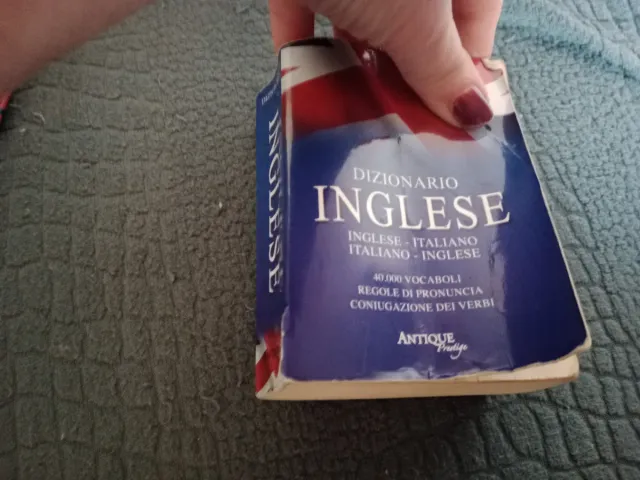 DIZIONARIO
INGLESE
INGLESE - ITALIANO
ITALIANO - INGLESE
40.000 VOCABOLI
REGOLE DI PRONUNCIA
CONIUGAZIONE DEI VERBI
ANTIQUE
Prestige
INGLESE